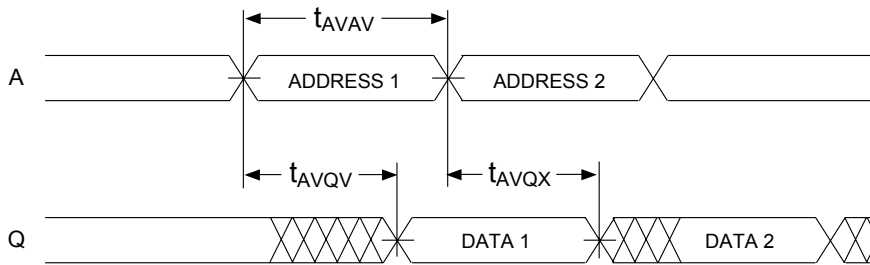 tAVAV
A ADDRESS 1 ADDRESS 2
tAVQV tAVQX
Q DATA 1 DATA 2